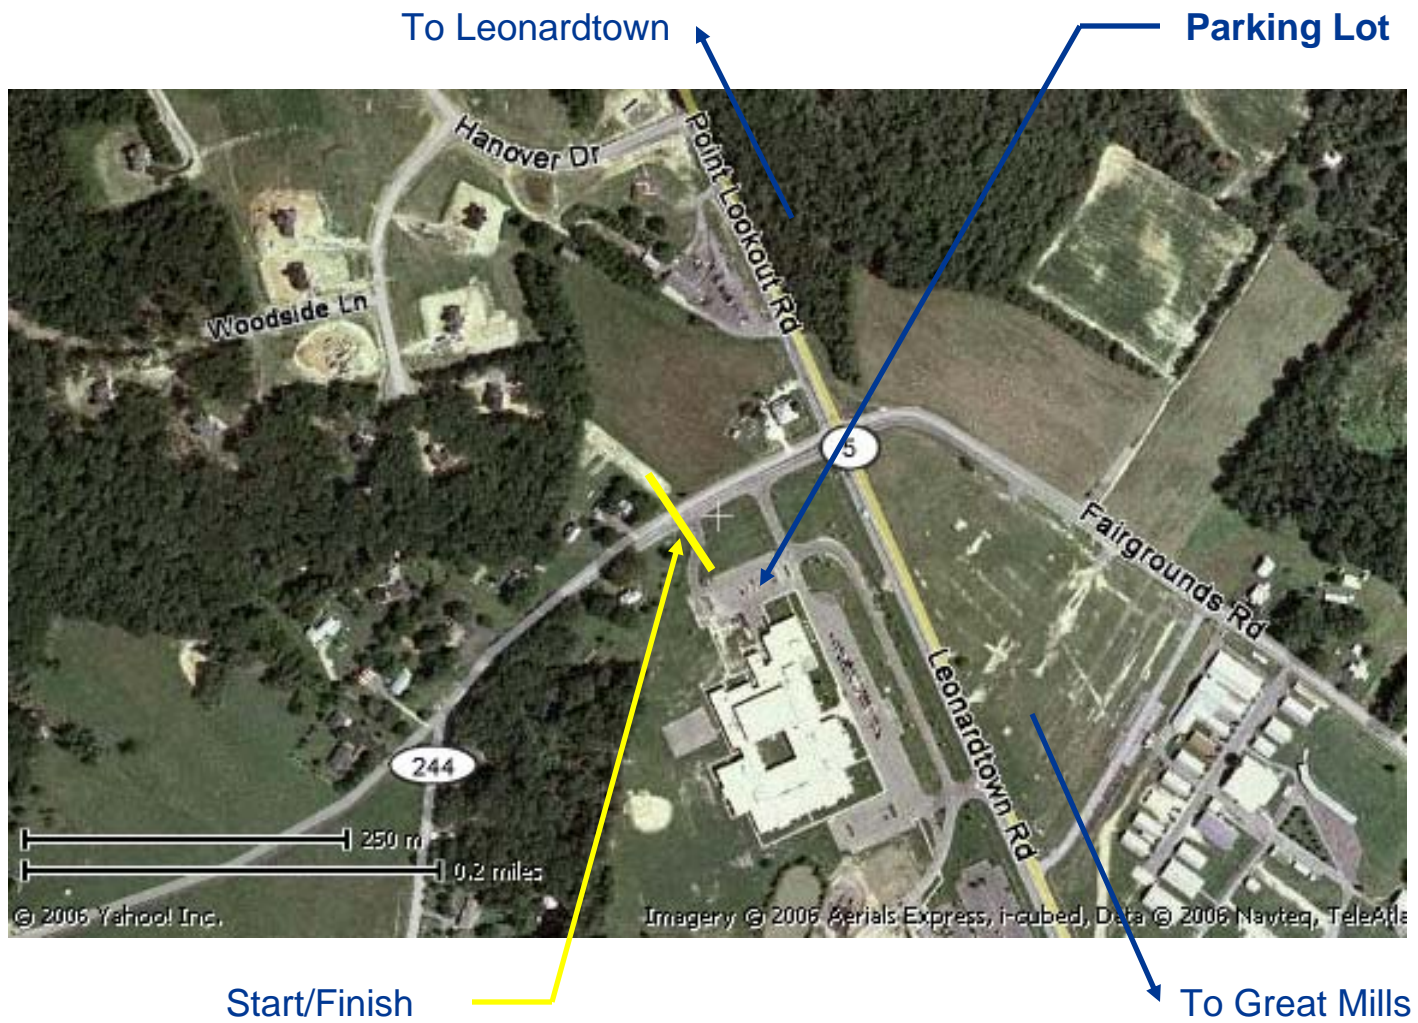 To Leonardtown
Parking Lot
Hanover Dr
Point Lookout Rd
Woodside Ln
5
Fairgrounds Rd
Leonardtown Rd
244
250 m
0.2 miles
© 2006 Yahoo! Inc.
Imagery © 2006 Aerials Express, i-cubed, Data © 2006 Navteq, TeleAtla
Start/Finish
To Great Mills